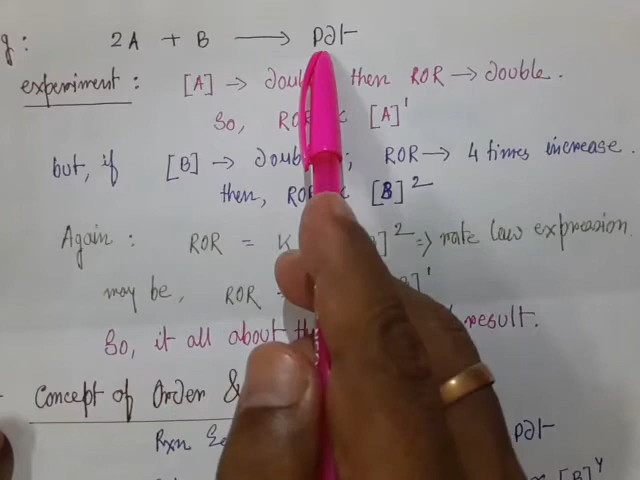 g: 2A + B → Pdt
experiment: [A] → doub then ROR → double.
So, ROR [A]¹
but, if [B] → doub ; ROR → 4 times increase.
then, ROR [B]²
Again: ROR = K ]² ⇒ rate law expression.
may be, ROR ]¹
So, it all about th result.
Concept of Order &
Rxn Pdt
[B]ʸ